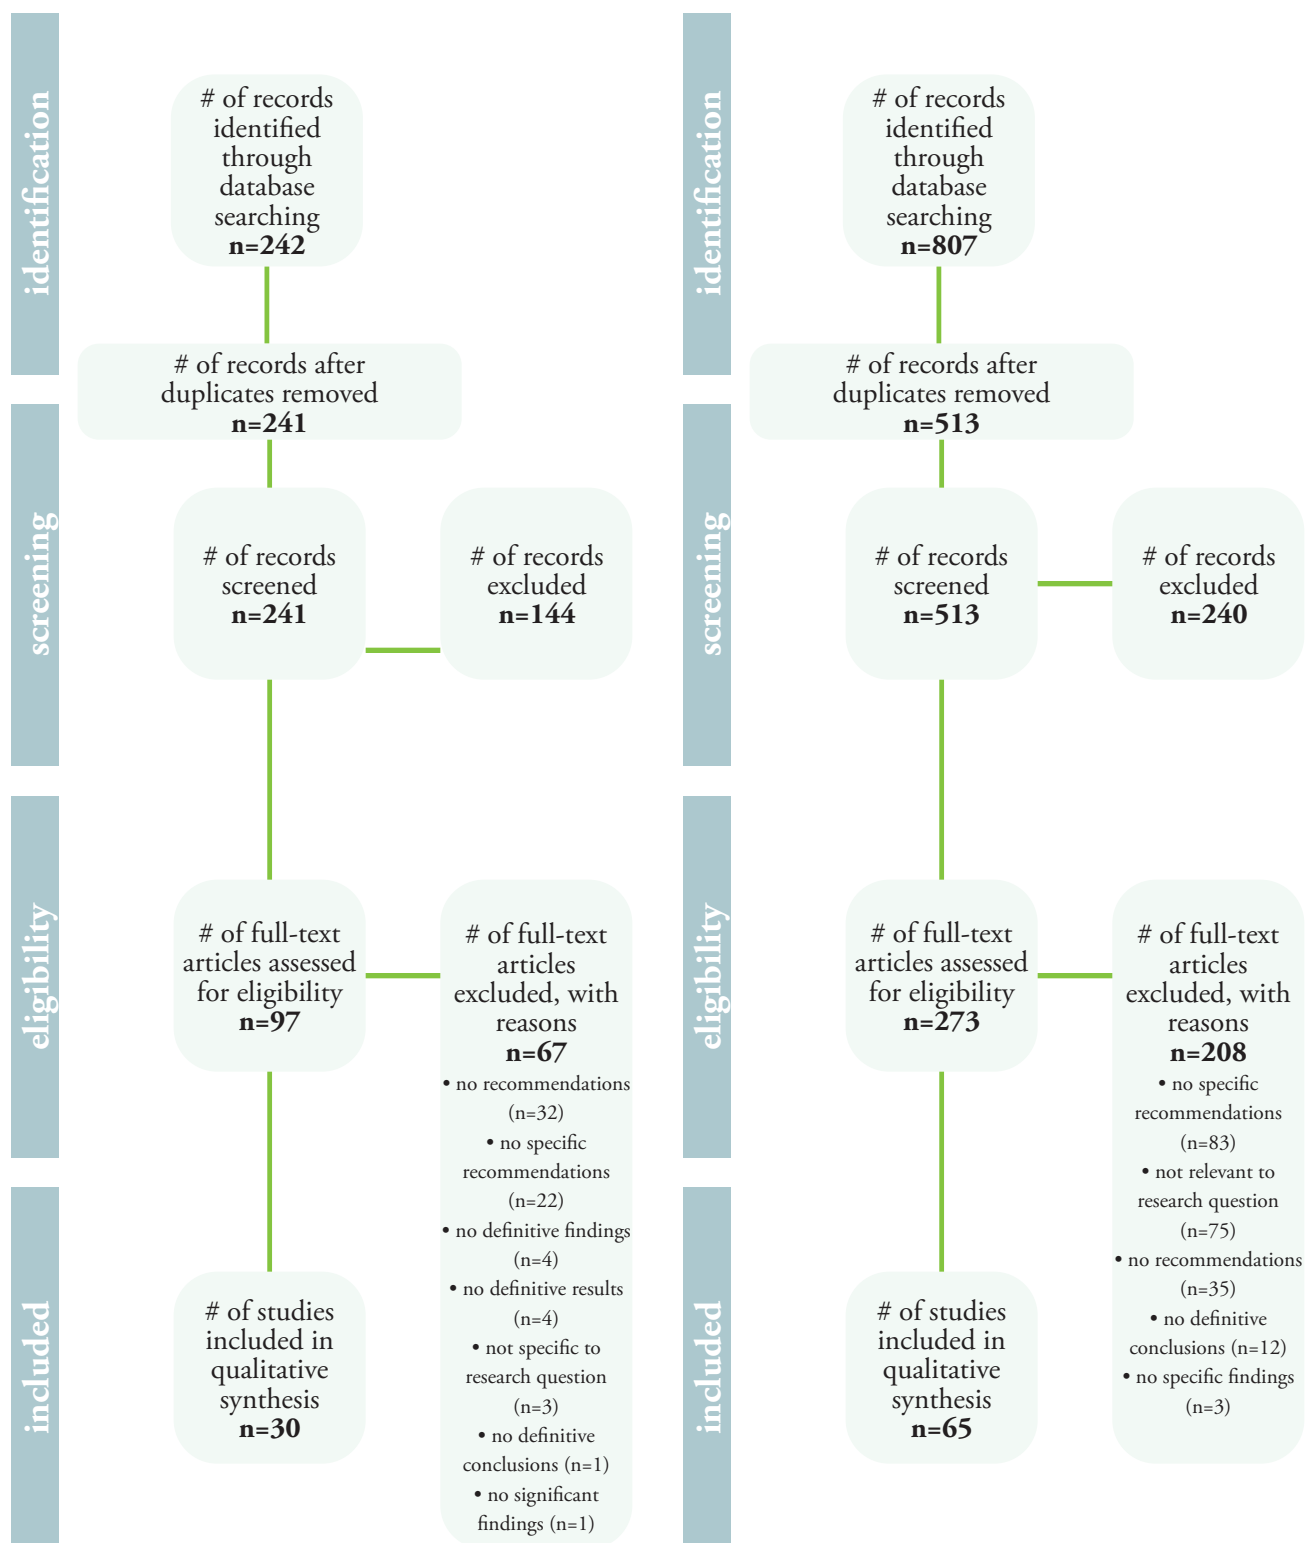 identification
# of records
identified
through
database
searching
n=242
# of records after
duplicates removed
n=241
screening
# of records
screened
n=241
# of records
excluded
n=144
eligibility
# of full-text
articles assessed
for eligibility
n=97
# of full-text
articles
excluded, with
reasons
n=67
• no recommendations
(n=32)
• no specific
recommendations
(n=22)
• no definitive findings
(n=4)
• no definitive results
(n=4)
• not specific to
research question
(n=3)
• no definitive
conclusions (n=1)
• no significant
findings (n=1)
included
# of studies
included in
qualitative
synthesis
n=30
identification
# of records
identified
through
database
searching
n=807
# of records after
duplicates removed
n=513
screening
# of records
screened
n=513
# of records
excluded
n=240
eligibility
# of full-text
articles assessed
for eligibility
n=273
# of full-text
articles
excluded, with
reasons
n=208
• no specific
recommendations
(n=83)
• not relevant to
research question
(n=75)
• no recommendations
(n=35)
• no definitive
conclusions (n=12)
• no specific findings
(n=3)
included
# of studies
included in
qualitative
synthesis
n=65